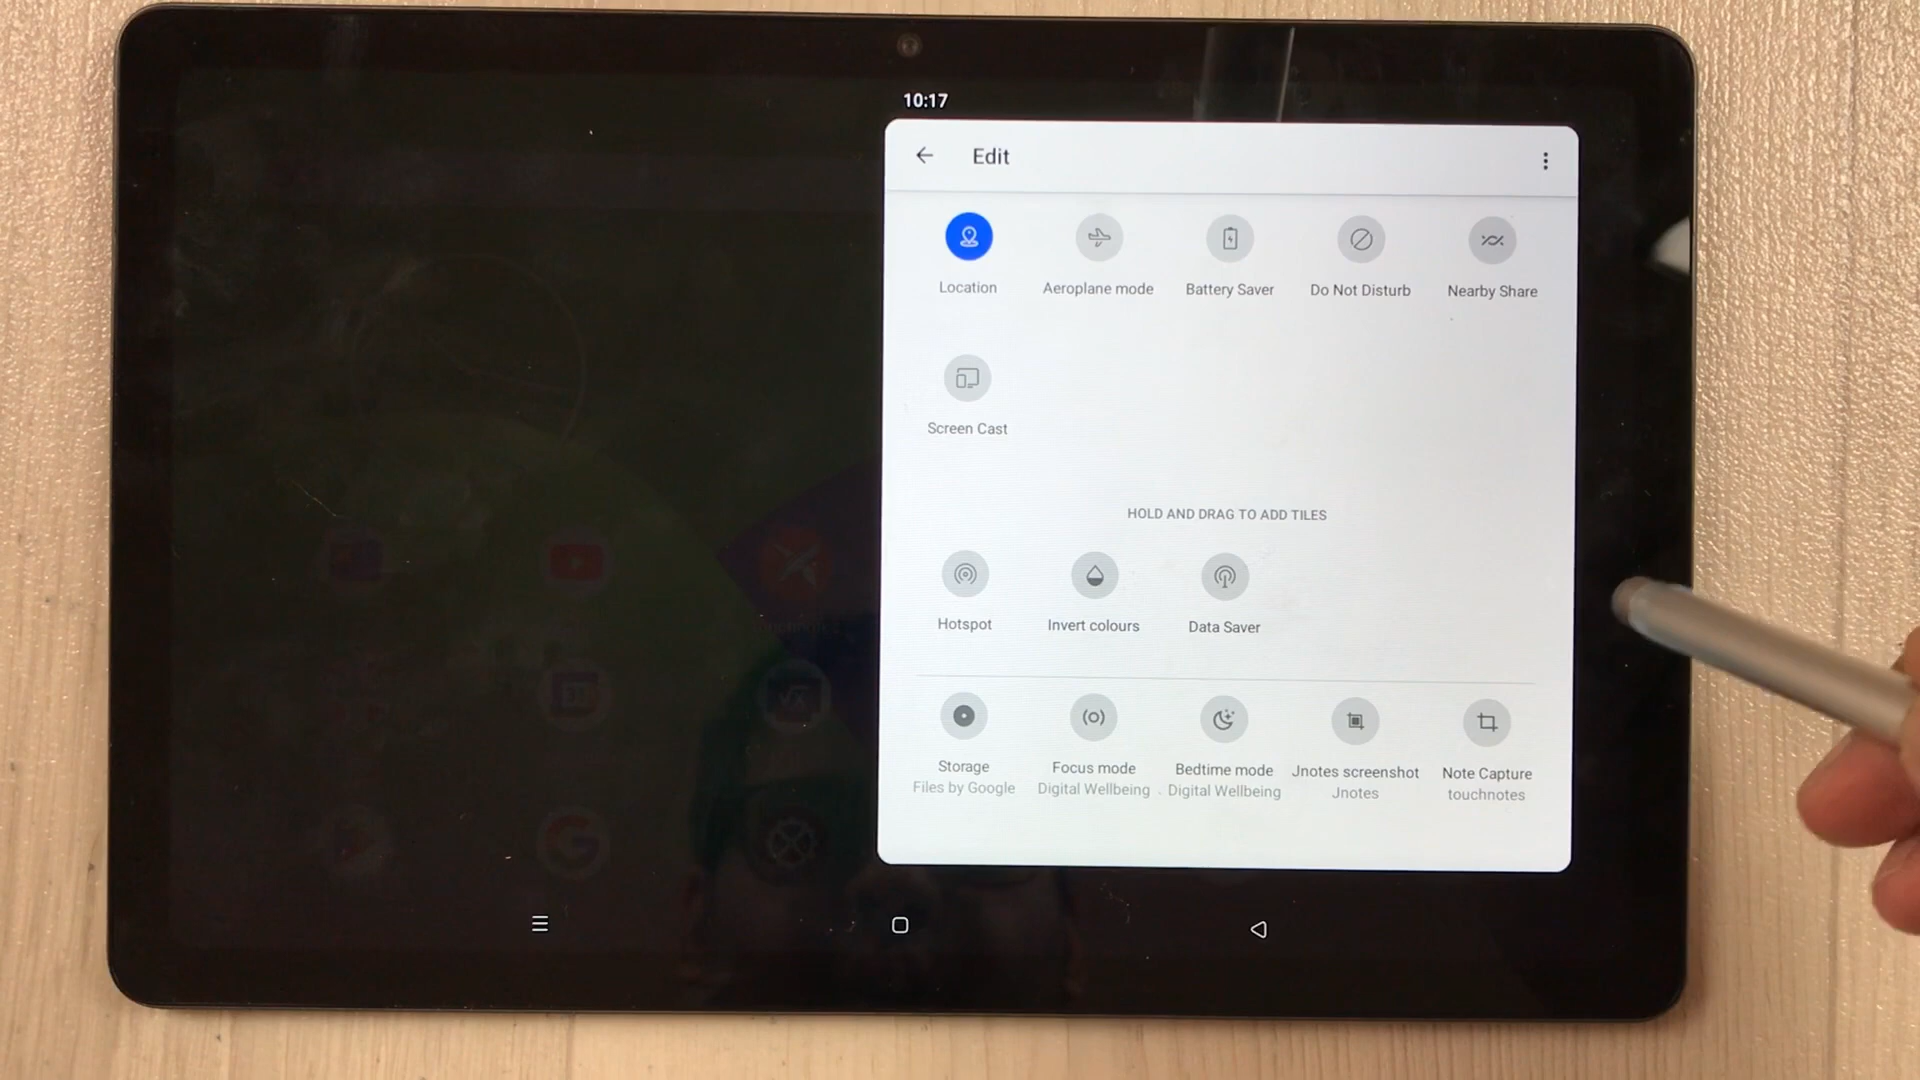 10:17
Edit
Location
Aeroplane mode
Battery Saver
Do Not Disturb
Nearby Share
Screen Cast
HOLD AND DRAG TO ADD TILES
Hotspot
Invert colours
Data Saver
Storage
Files by Google
Focus mode
Digital Wellbeing
Bedtime mode
Digital Wellbeing
Jnotes screenshot
Jnotes
Note Capture
touchnotes